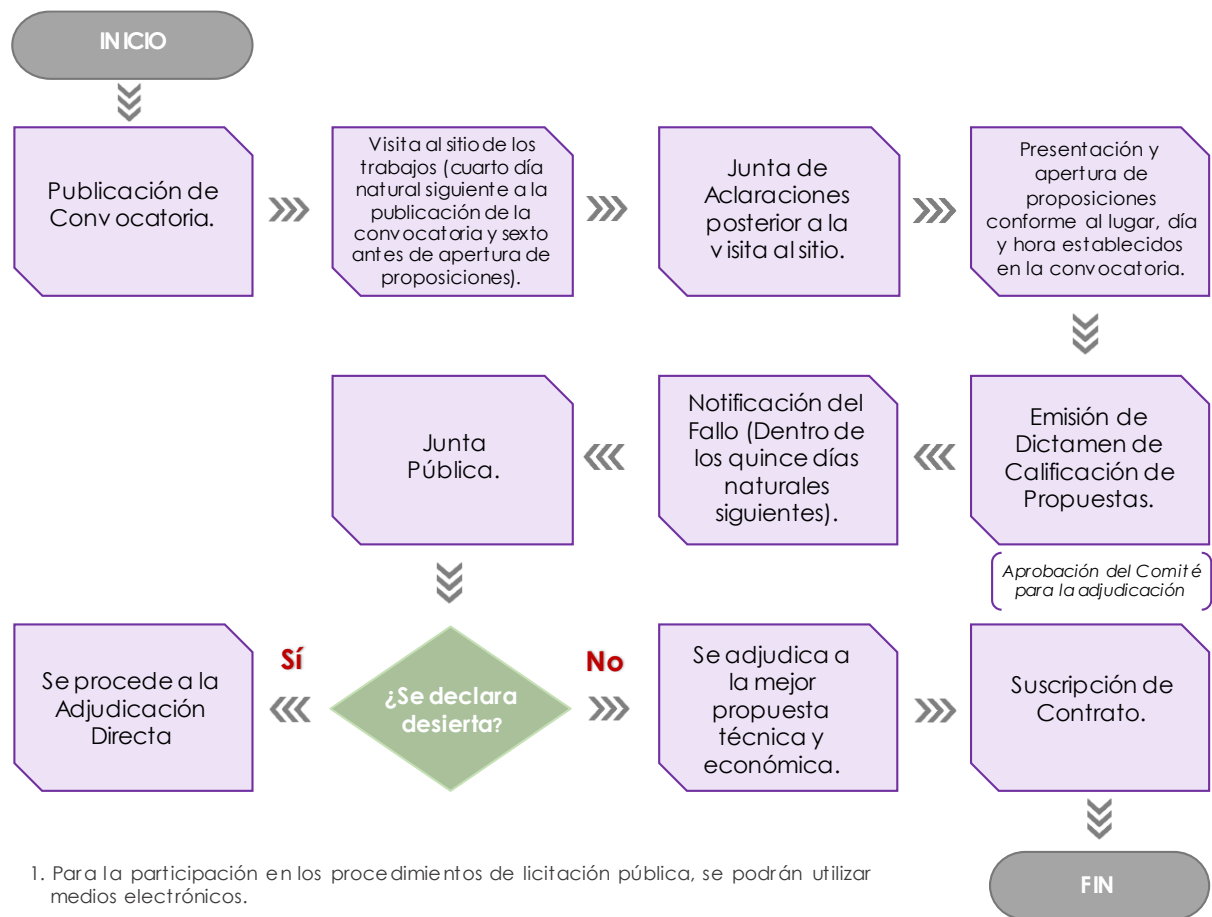 INICIO
Publicación de
Convocatoria.
Visita al sitio de los
trabajos (cuarto día
natural siguiente a la
publicación de la
convocatoria y sexto
antes de apertura de
proposiciones).
Junta de
Aclaraciones
posterior a la
visita al sitio.
Presentación y
apertura de
proposiciones
conforme al lugar, día
y hora establecidos
en la convocatoria.
Emisión de
Dictamen de
Calificación de
Propuestas.
Aprobación del Comité
para la adjudicación
Notificación del
Fallo (Dentro de
los quince días
naturales
siguientes).
Junta
Pública.
¿Se declara
desierta?
Sí
Se procede a la
Adjudicación
Directa
No
Se adjudica a
la mejor
propuesta
técnica y
económica.
Suscripción de
Contrato.
FIN
1. Para la participación en los procedimientos de licitación pública, se podrán utilizar
medios electrónicos.